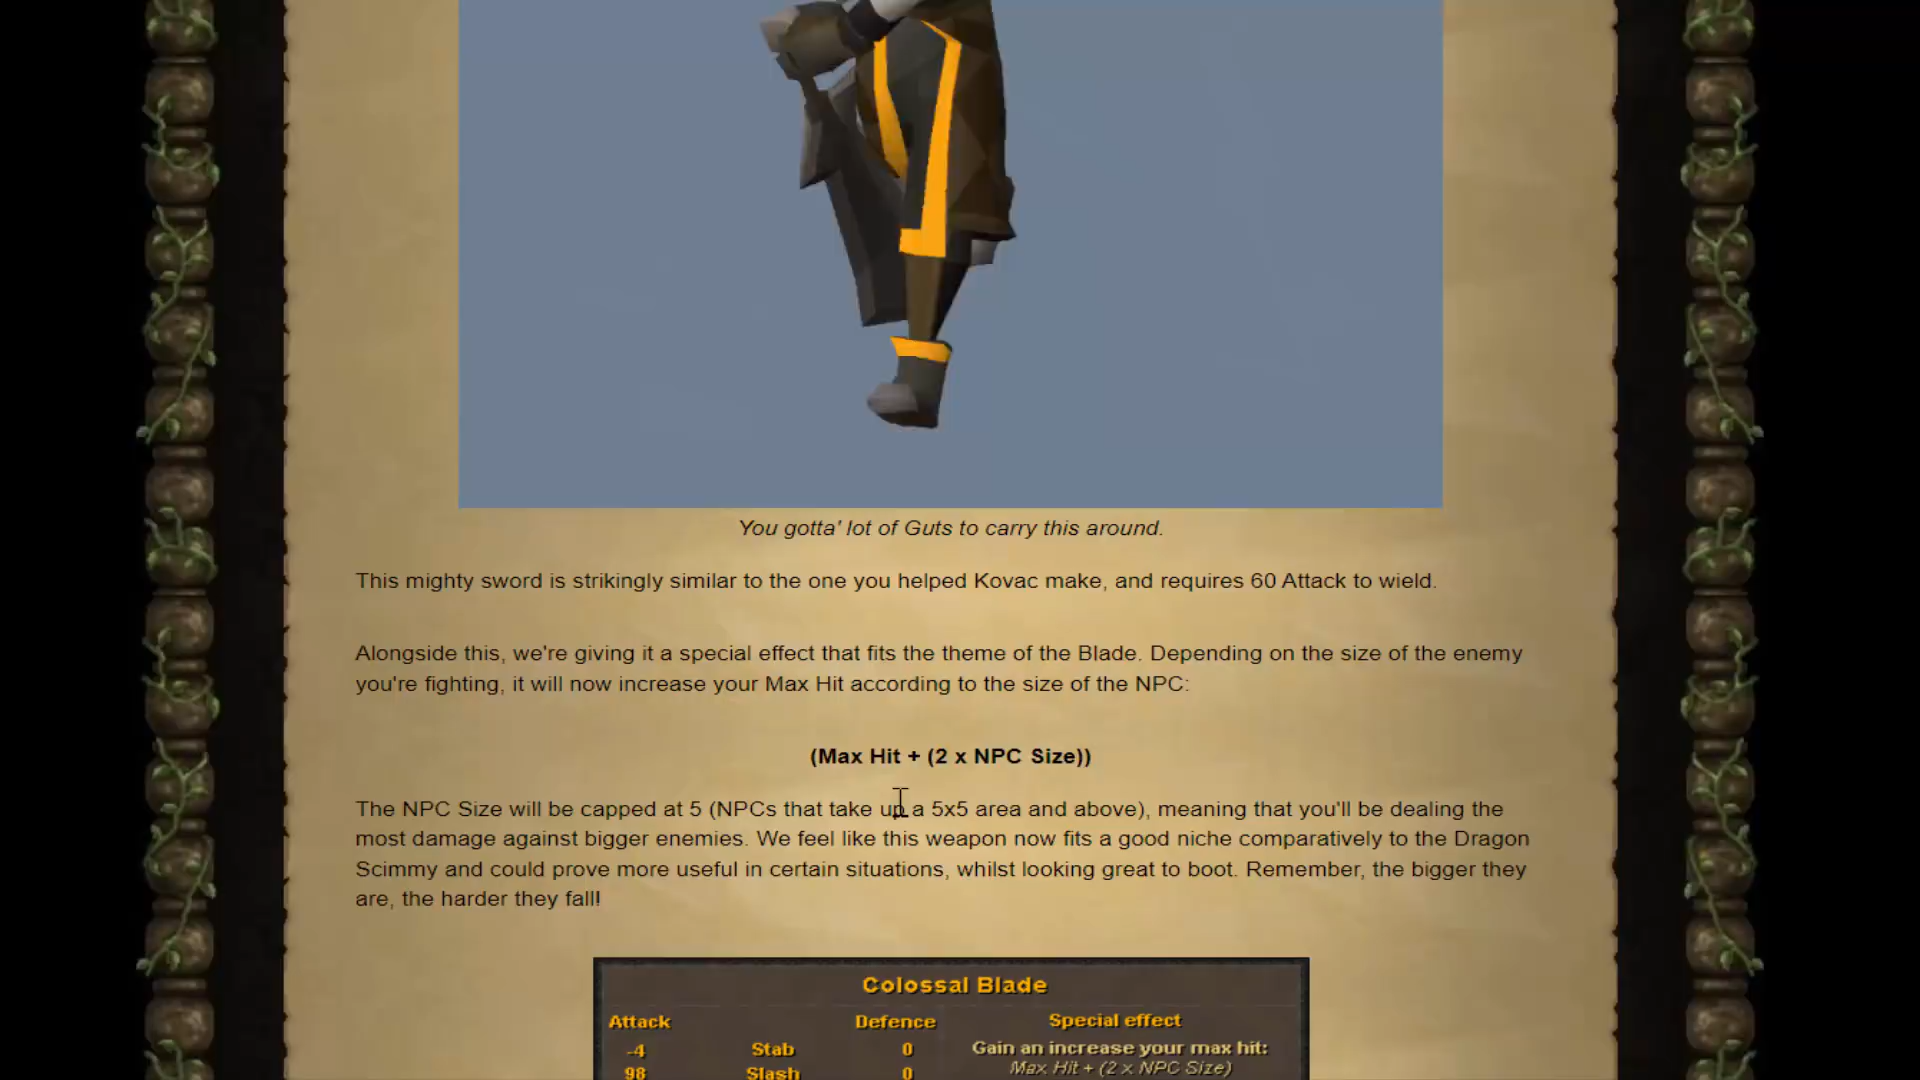 You gotta' lot of Guts to carry this around.
This mighty sword is strikingly similar to the one you helped Kovac make, and requires 60 Attack to wield.
Alongside this, we're giving it a special effect that fits the theme of the Blade. Depending on the size of the enemy
you're fighting, it will now increase your Max Hit according to the size of the NPC:
(Max Hit + (2 x NPC Size))
The NPC Size will be capped at 5 (NPCs that take up a 5x5 area and above), meaning that you'll be dealing the
most damage against bigger enemies. We feel like this weapon now fits a good niche comparatively to the Dragon
Scimmy and could prove more useful in certain situations, whilst looking great to boot. Remember, the bigger they
are, the harder they fall!
Colossal Blade
Attack Defence Special effect
-4 Stab 0 Gain an increase your max hit:
98 Slash 0 Max Hit + (2 x NPC Size)